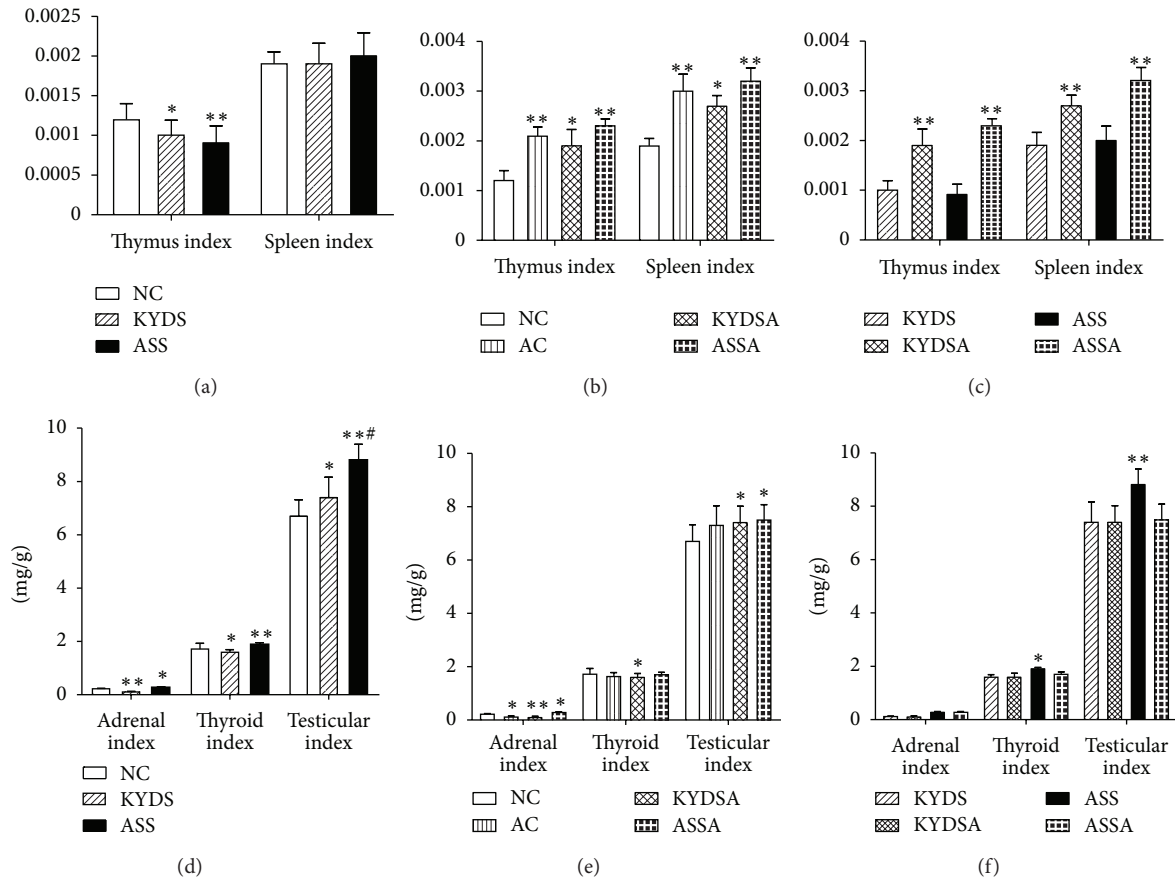 0.0025
0.002
0.0015
0.001
0.0005
0
*
**
Thymus index Spleen index
NC
KYDS
ASS
(a)
0.004
0.003
0.002
0.001
0
**
*
**
**
*
**
Thymus index Spleen index
NC KYDSA
AC ASSA
(b)
0.004
0.003
0.002
0.001
0
**
**
**
**
Thymus index Spleen index
KYDS ASS
KYDSA ASSA
(c)
10
8
6
4
2
0
(mg/g)
**
*
*
**
*
**#
Adrenal index Thyroid index Testicular index
NC
KYDS
ASS
(d)
10
8
6
4
2
0
(mg/g)
*
**
*
*
*
*
Adrenal index Thyroid index Testicular index
NC KYDSA
AC ASSA
(e)
10
8
6
4
2
0
(mg/g)
*
**
Adrenal index Thyroid index Testicular index
KYDS ASS
KYDSA ASSA
(f)